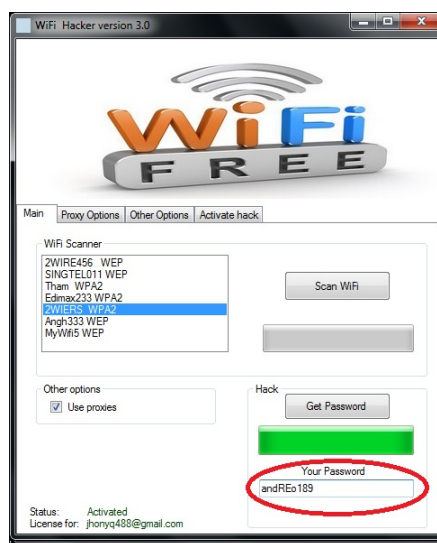 WiFi Hacker version 3.0
WiFi
FREE
Main Proxy Options Other Options Activate hack
WiFi Scanner
2WIRE456 WEP
SINGTEL011 WEP
Tham WPA2
Edimax233 WPA2
2WIERS WPA2
Angh333 WEP
MyWifi5 WEP
Scan WiFi
Other options
Use proxies
Hack
Get Password
Your Password
andREo189
Status: Activated
License for: jhonyq488@gmail.com